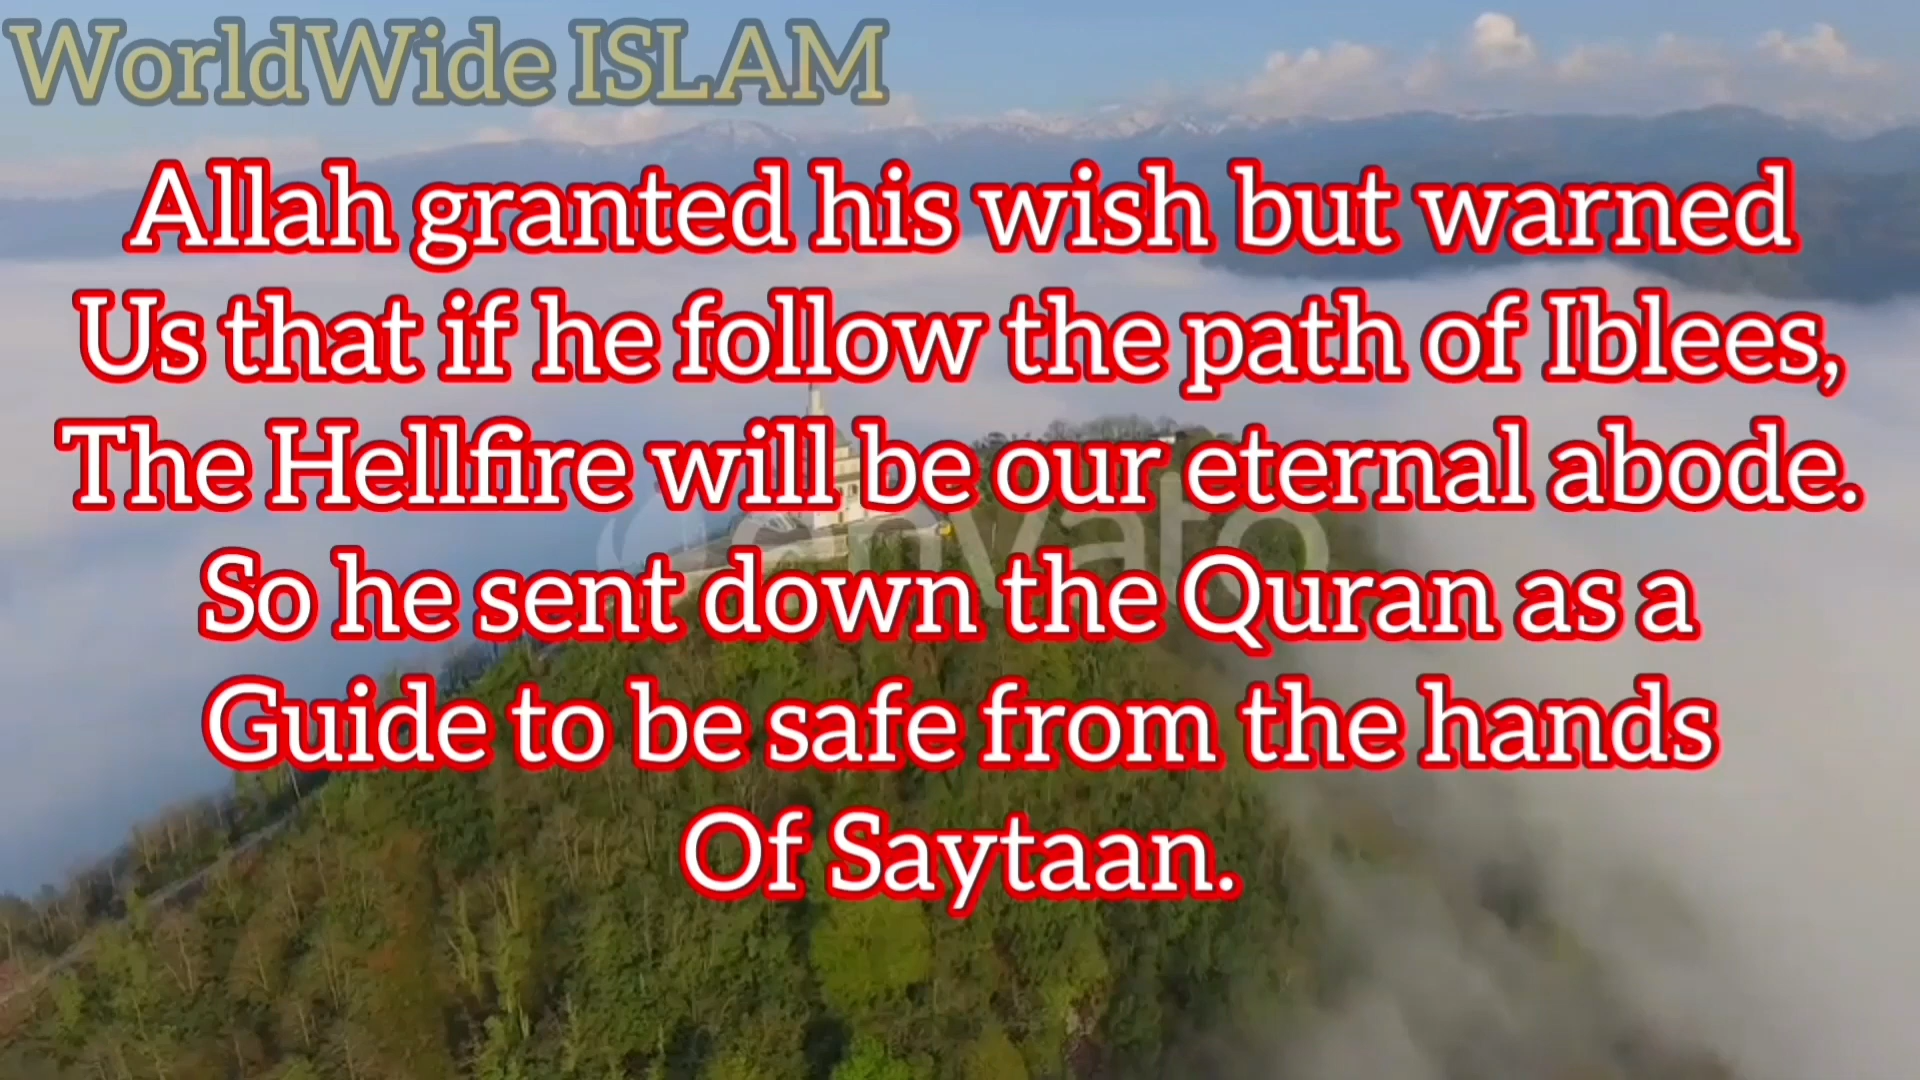 WorldWide ISLAM
Allah granted his wish but warned
Us that if he follow the path of Iblees,
The Hellfire will be our eternal abode.
envato
So he sent down the Quran as a
Guide to be safe from the hands
Of Saytaan.